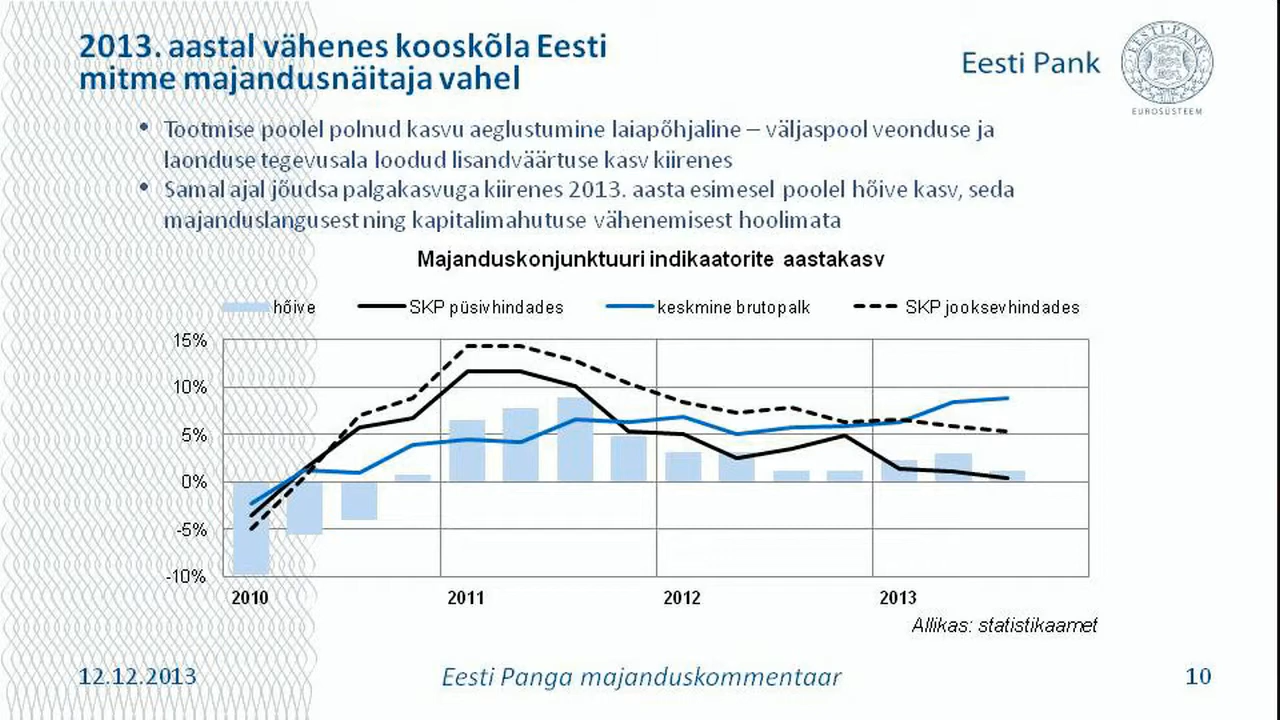 2013. aastal vähenes kooskõla Eesti
mitme majandusnäitaja vahel
Eesti Pank
EESTI·PANK
EUROSÜSTEEM
• Tootmise poolel polnud kasvu aeglustumine laiapõhjaline – väljaspool veonduse ja
laonduse tegevusala loodud lisandväärtuse kasv kiirenes
• Samal ajal jõudsa palgakasvuga kiirenes 2013. aasta esimesel poolel hõive kasv, seda
majanduslangusest ning kapitalimahutuse vähenemisest hoolimata
Majanduskonjunktuuri indikaatorite aastakasv
hõive SKP püsivhindades keskmine brutopalk SKP jooksevhindades
15%
10%
5%
0%
-5%
-10%
2010 2011 2012 2013
Allikas: statistikaamet
12.12.2013 Eesti Panga majanduskommentaar 10